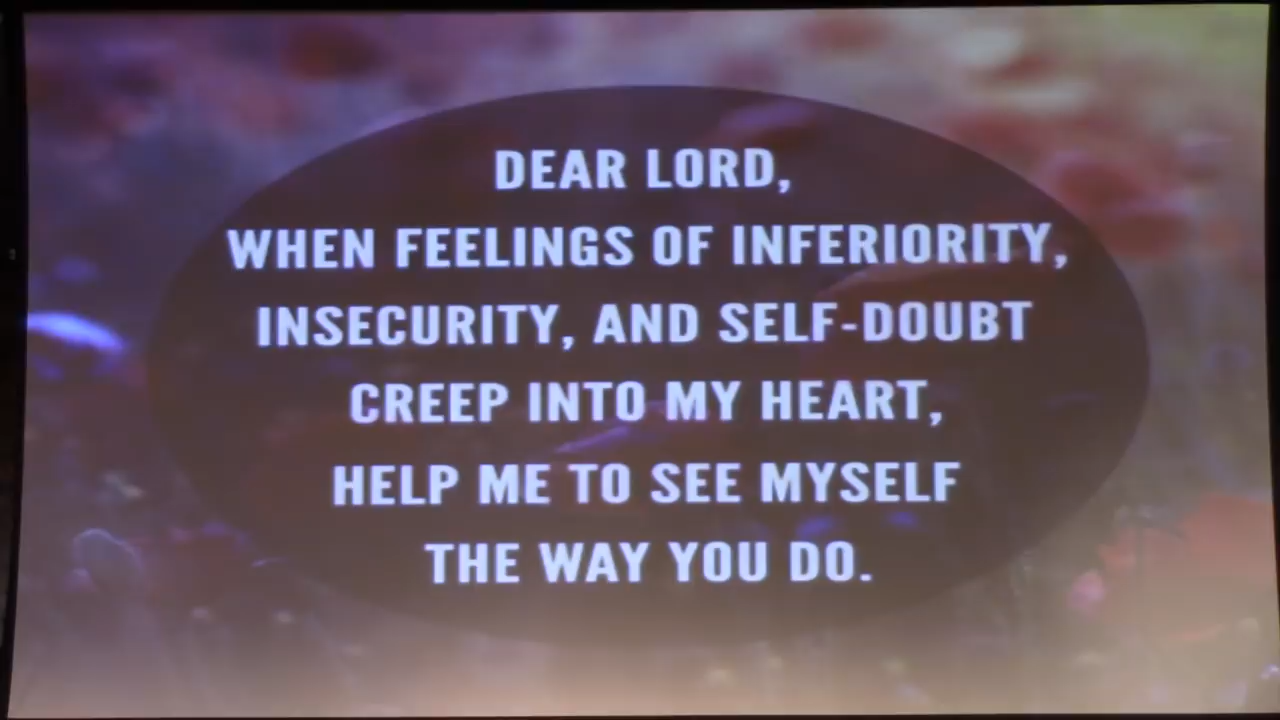 DEAR LORD,
WHEN FEELINGS OF INFERIORITY,
INSECURITY, AND SELF-DOUBT
CREEP INTO MY HEART,
HELP ME TO SEE MYSELF
THE WAY YOU DO.